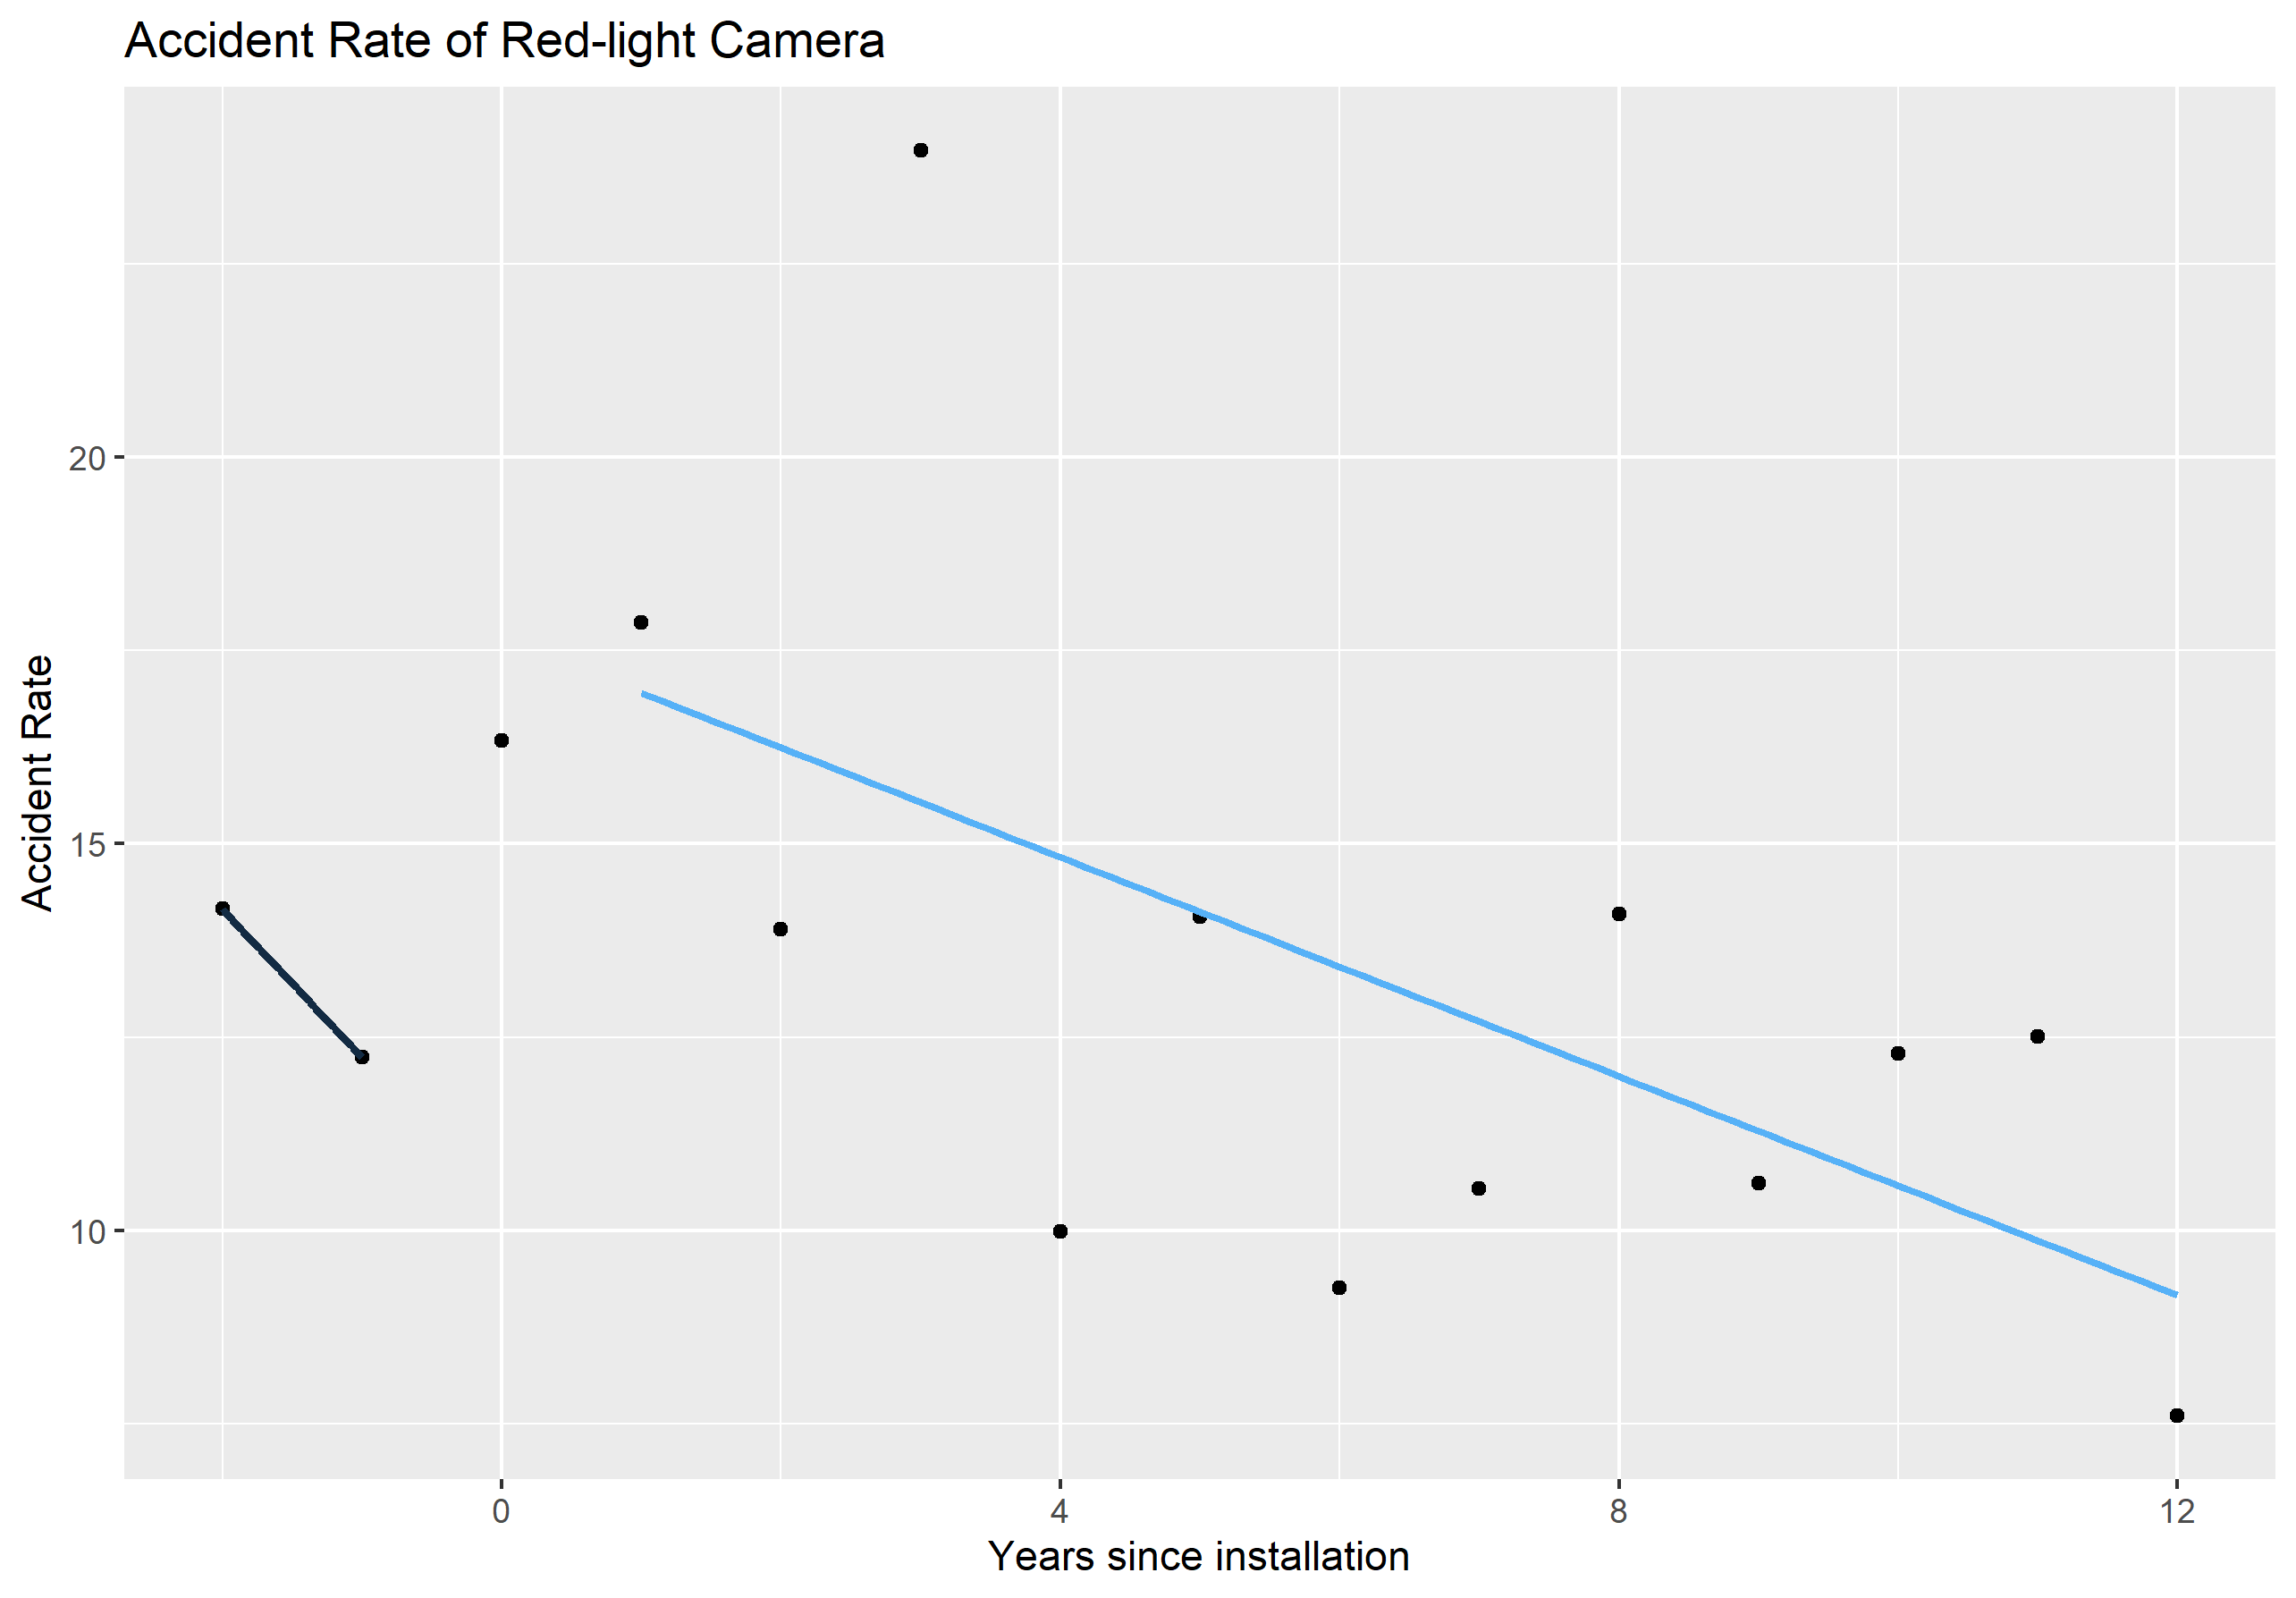 Accident Rate of Red-light Camera
Accident Rate
20
15
10
0 4 8 12
Years since installation